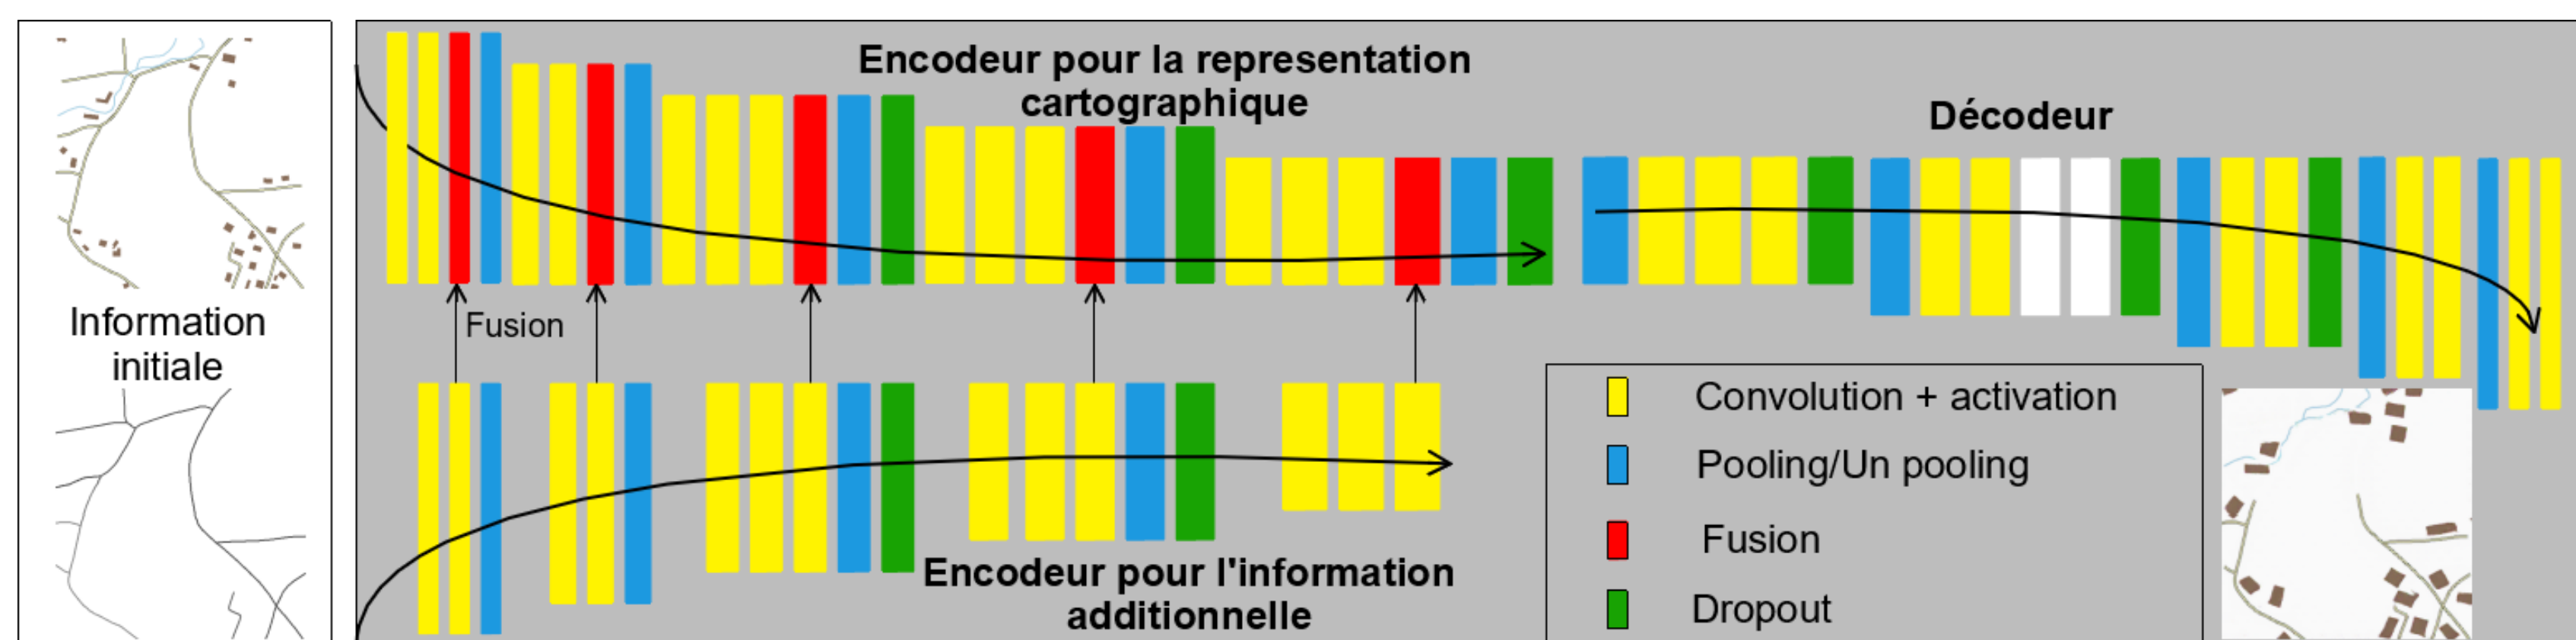 Information
initiale
Encodeur pour la representation
cartographique
Décodeur
Fusion
Encodeur pour l'information
additionnelle
Convolution + activation
Pooling/Un pooling
Fusion
Dropout